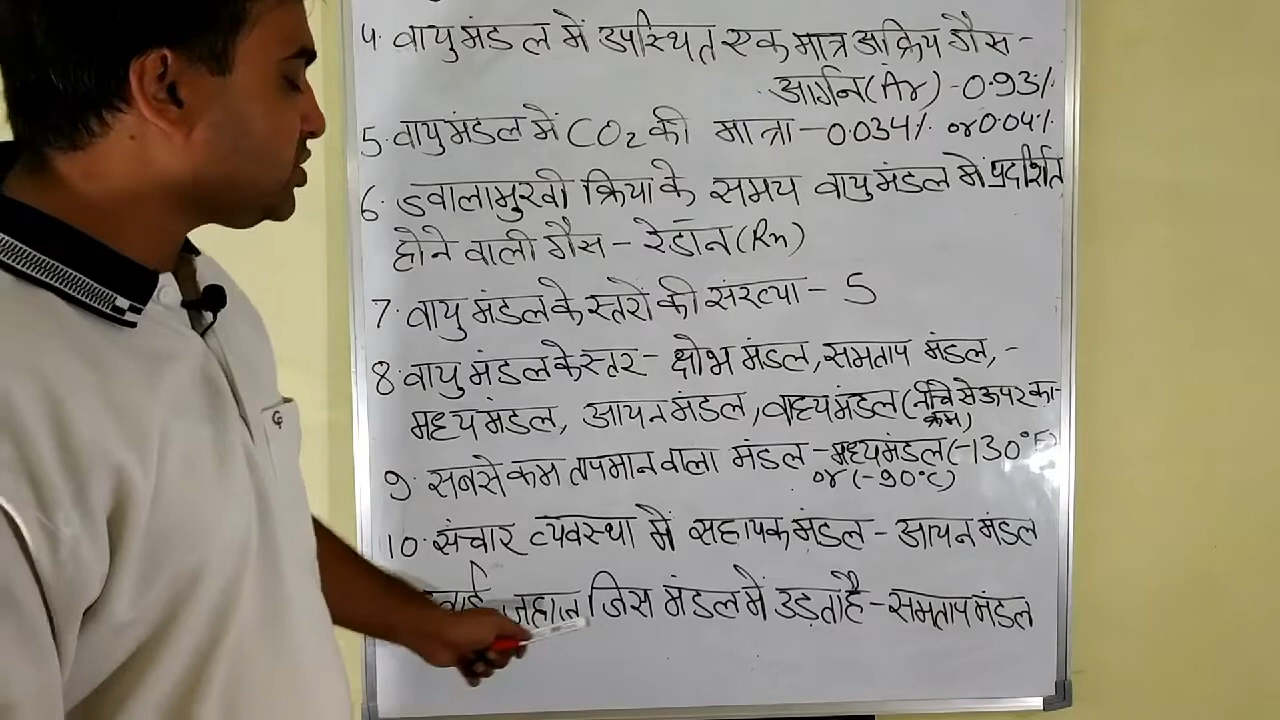 4. वायुमंडल में उपस्थित एक मात्र अक्रिय गैस -
आर्गन (Ar) - 0.93%
5. वायुमंडल में CO2 की मात्रा - 0.034% or 0.04%
6. ज्वालामुखी क्रिया के समय वायुमंडल में प्रदर्शित
होने वाली गैस - रेडॉन (Rn)
7. वायुमंडल के स्तरों की संख्या - 5
8. वायुमंडल के स्तर - क्षोभ मंडल, समताप मंडल, -
मध्य मंडल, आयन मंडल, वाह्य मंडल (नीचे से ऊपर का-
क्रम)
9. सबसे कम तापमान वाला मंडल - मध्य मंडल (-130°F)
or (-90°C)
10. संचार व्यवस्था में सहायक मंडल - आयन मंडल
जहाज जिस मंडल में उड़ता है - समताप मंडल